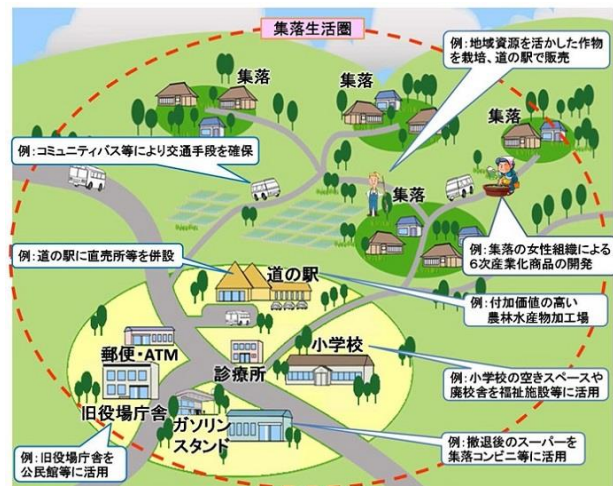 集落生活圏
例:地域資源を活かした作物
を栽培、道の駅で販売
集落
集落
集落
例:コミュニティバス等により交通手段を確保
集落
例:集落の女性組織による
6次産業化商品の開発
例:道の駅に直売所等を併設
道の駅
例:付加価値の高い
農林水産物加工場
郵便・ATM
診療所
小学校
例:小学校の空きスペースや
廃校舎を福祉施設等に活用
旧役場庁舎
ガソリン
スタンド
例:旧役場庁舎を
公民館等に活用
例:撤退後のスーパーを
集落コンビニ等に活用